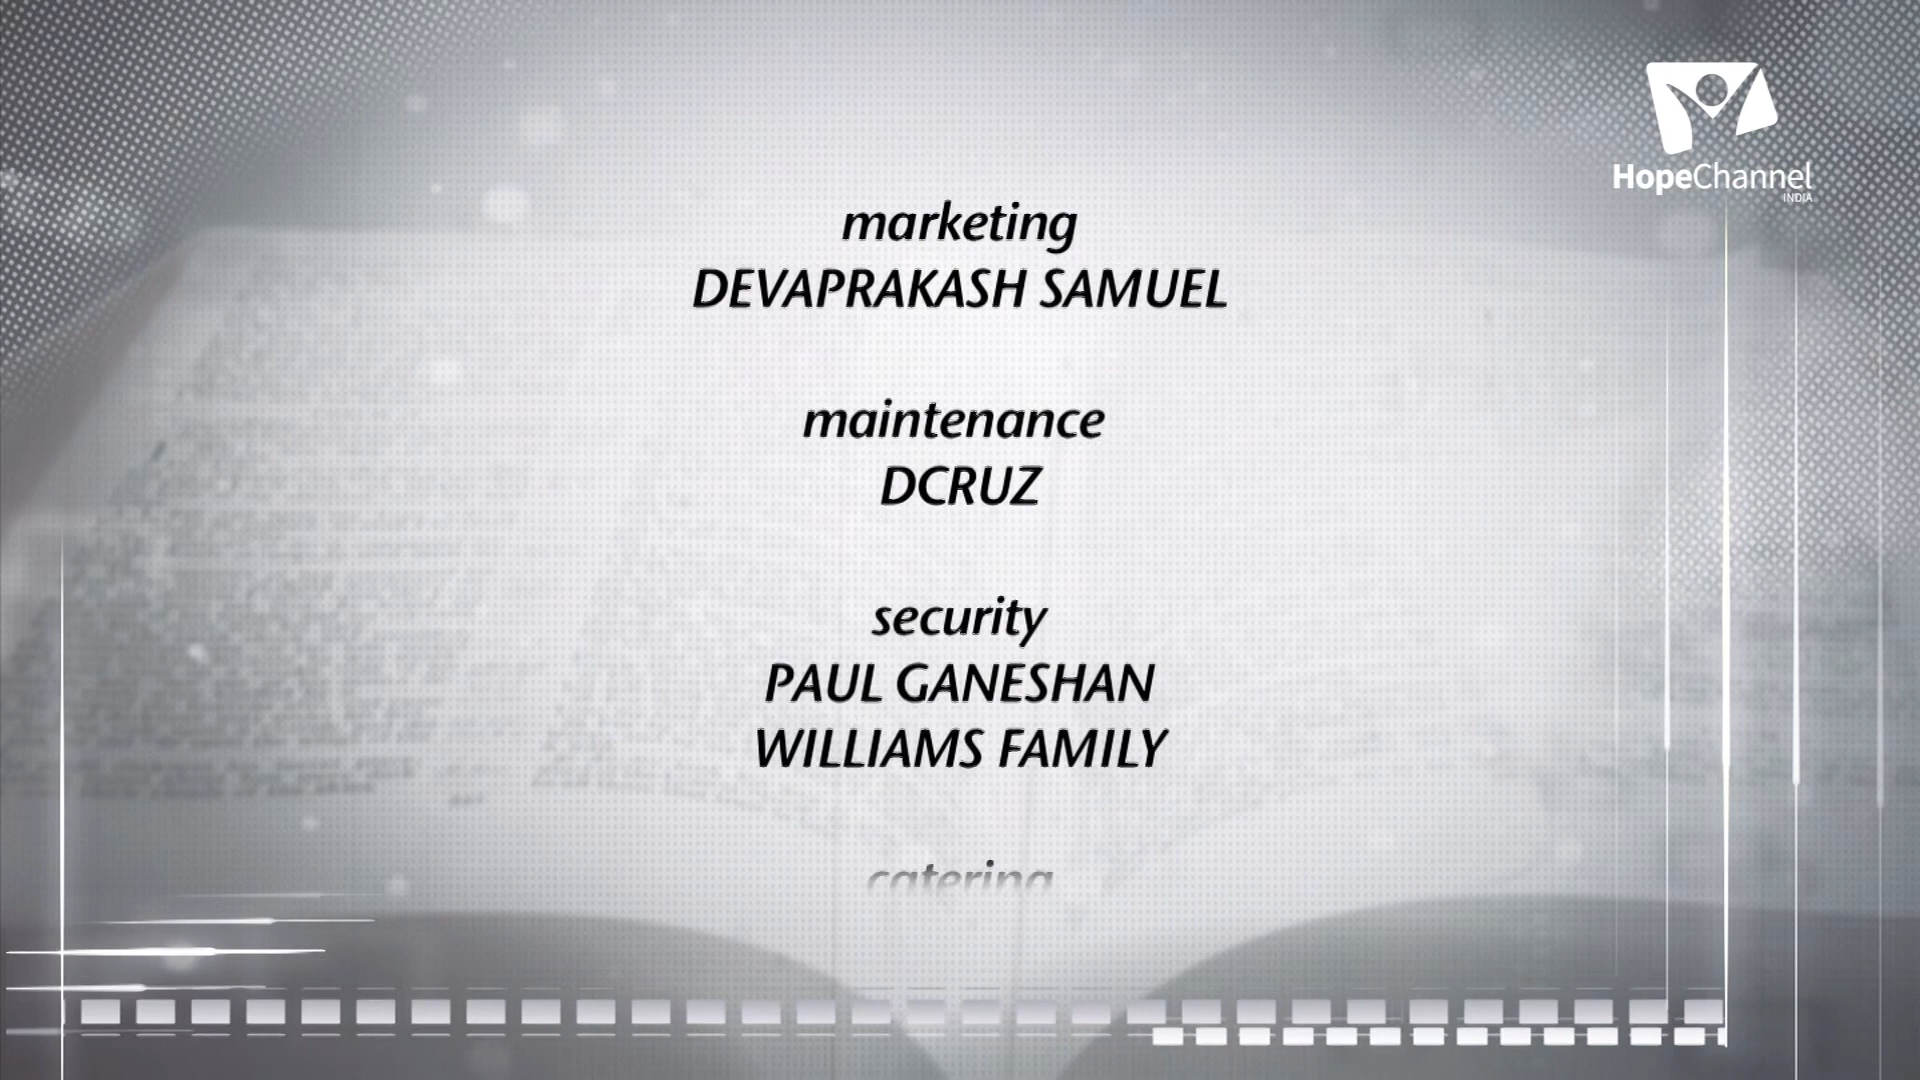 HopeChannel
INDIA
marketing
DEVAPRAKASH SAMUEL
maintenance
DCRUZ
security
PAUL GANESHAN
WILLIAMS FAMILY
catering